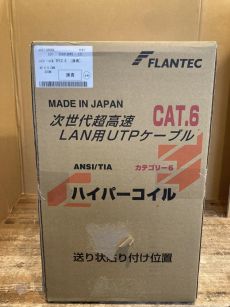 FLANTEC
MADE IN JAPAN
CAT.6
次世代超高速
LAN用UTPケーブル
ANSI/TIA カテゴリー6
ハイパーコイル
送り状貼り付け位置